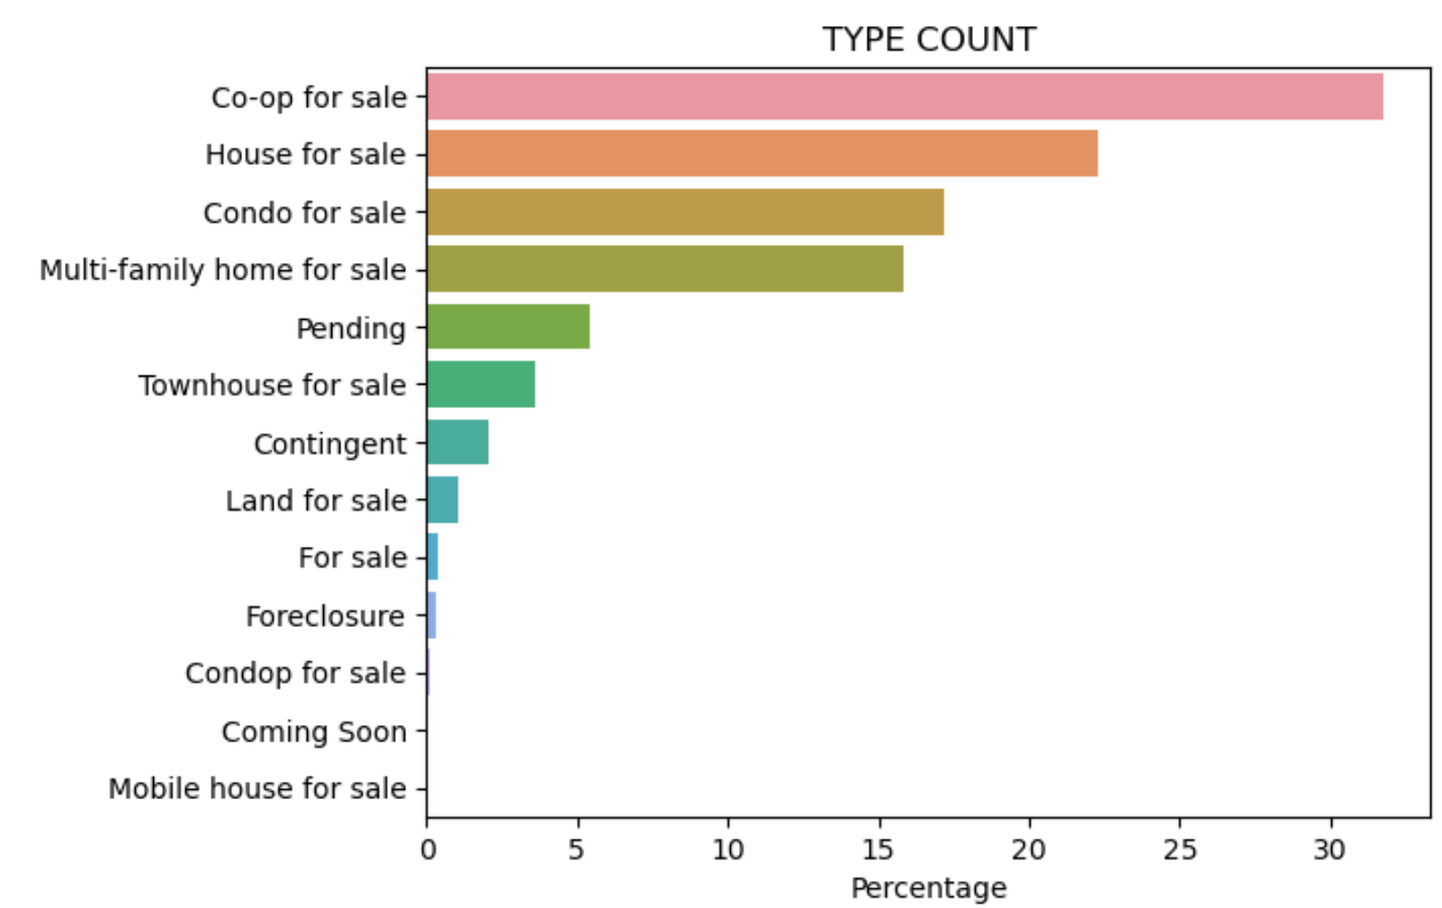 TYPE COUNT
Co-op for sale
House for sale
Condo for sale
Multi-family home for sale
Pending
Townhouse for sale
Contingent
Land for sale
For sale
Foreclosure
Condop for sale
Coming Soon
Mobile house for sale
0 5 10 15 20 25 30
Percentage